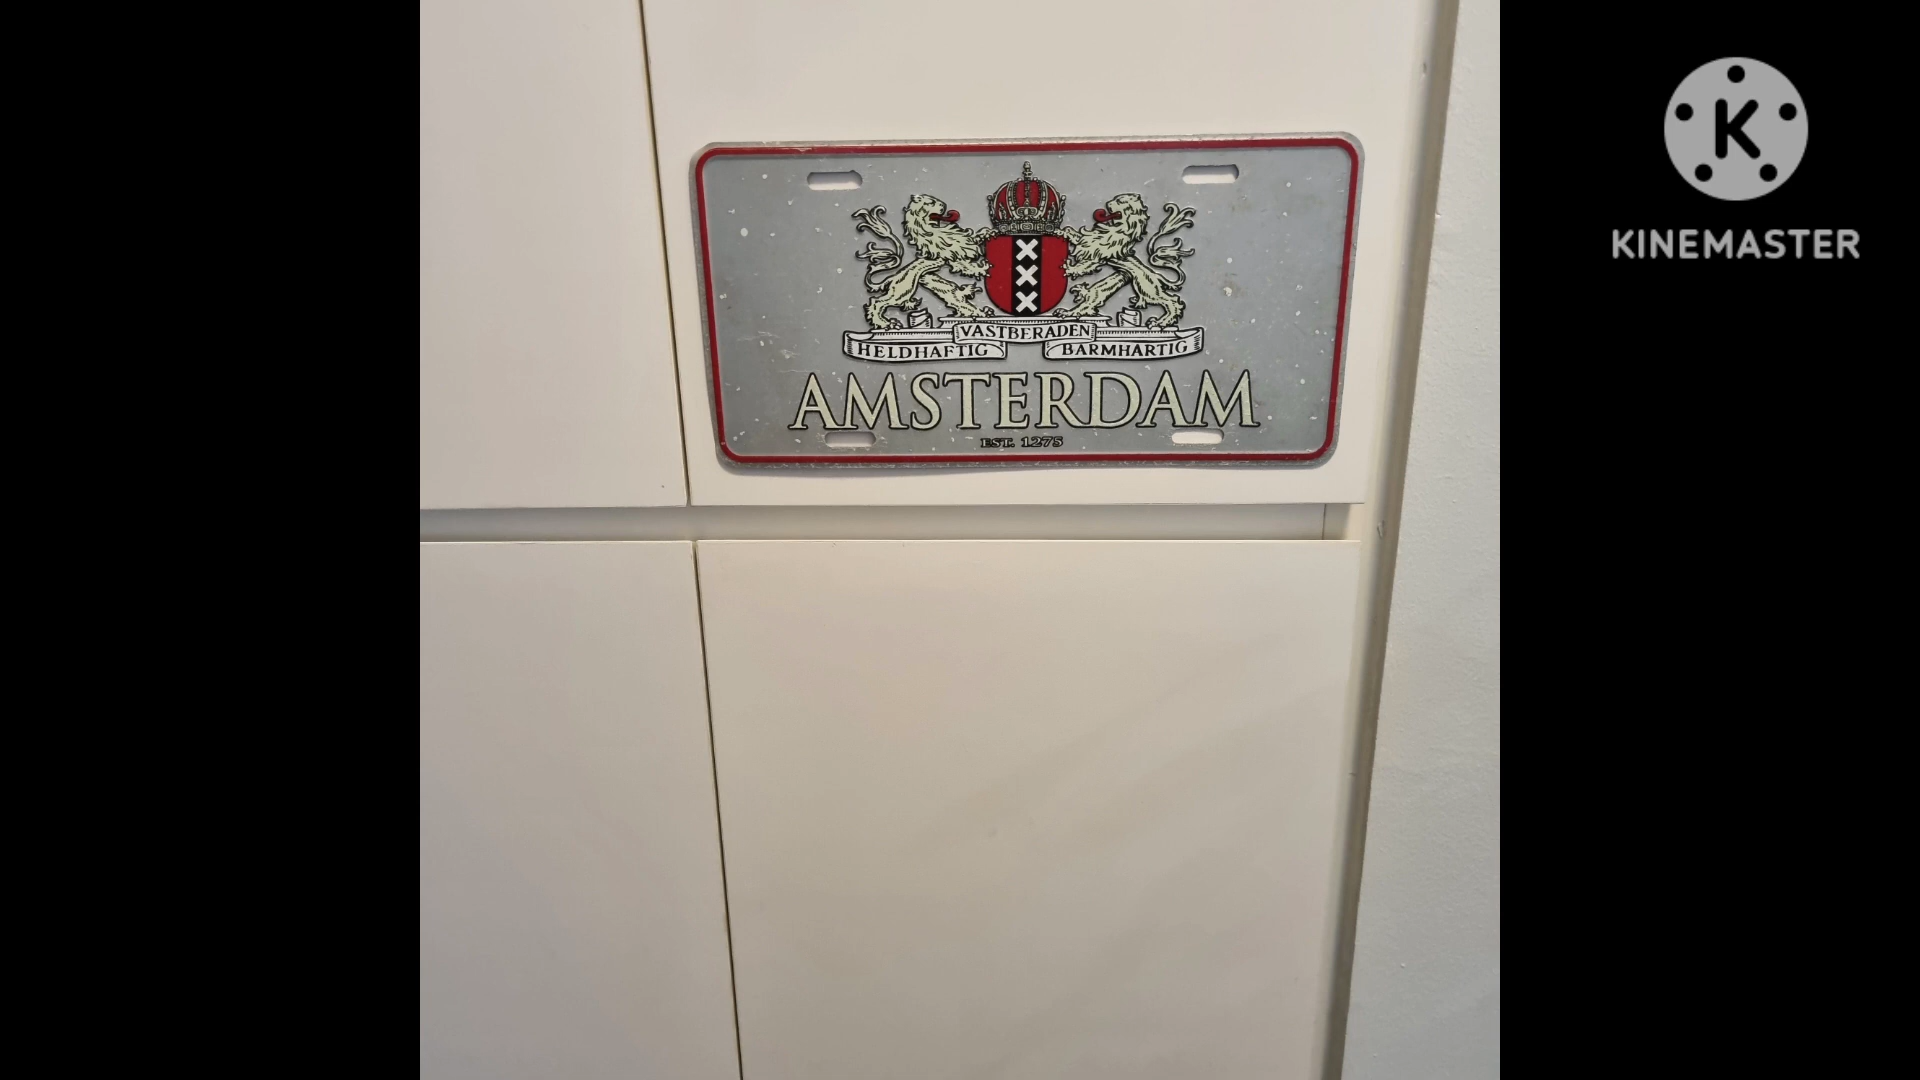 VASTBERADEN
HELDHAFTIG BARMHARTIG
AMSTERDAM
EST. 1275
K
KINEMASTER